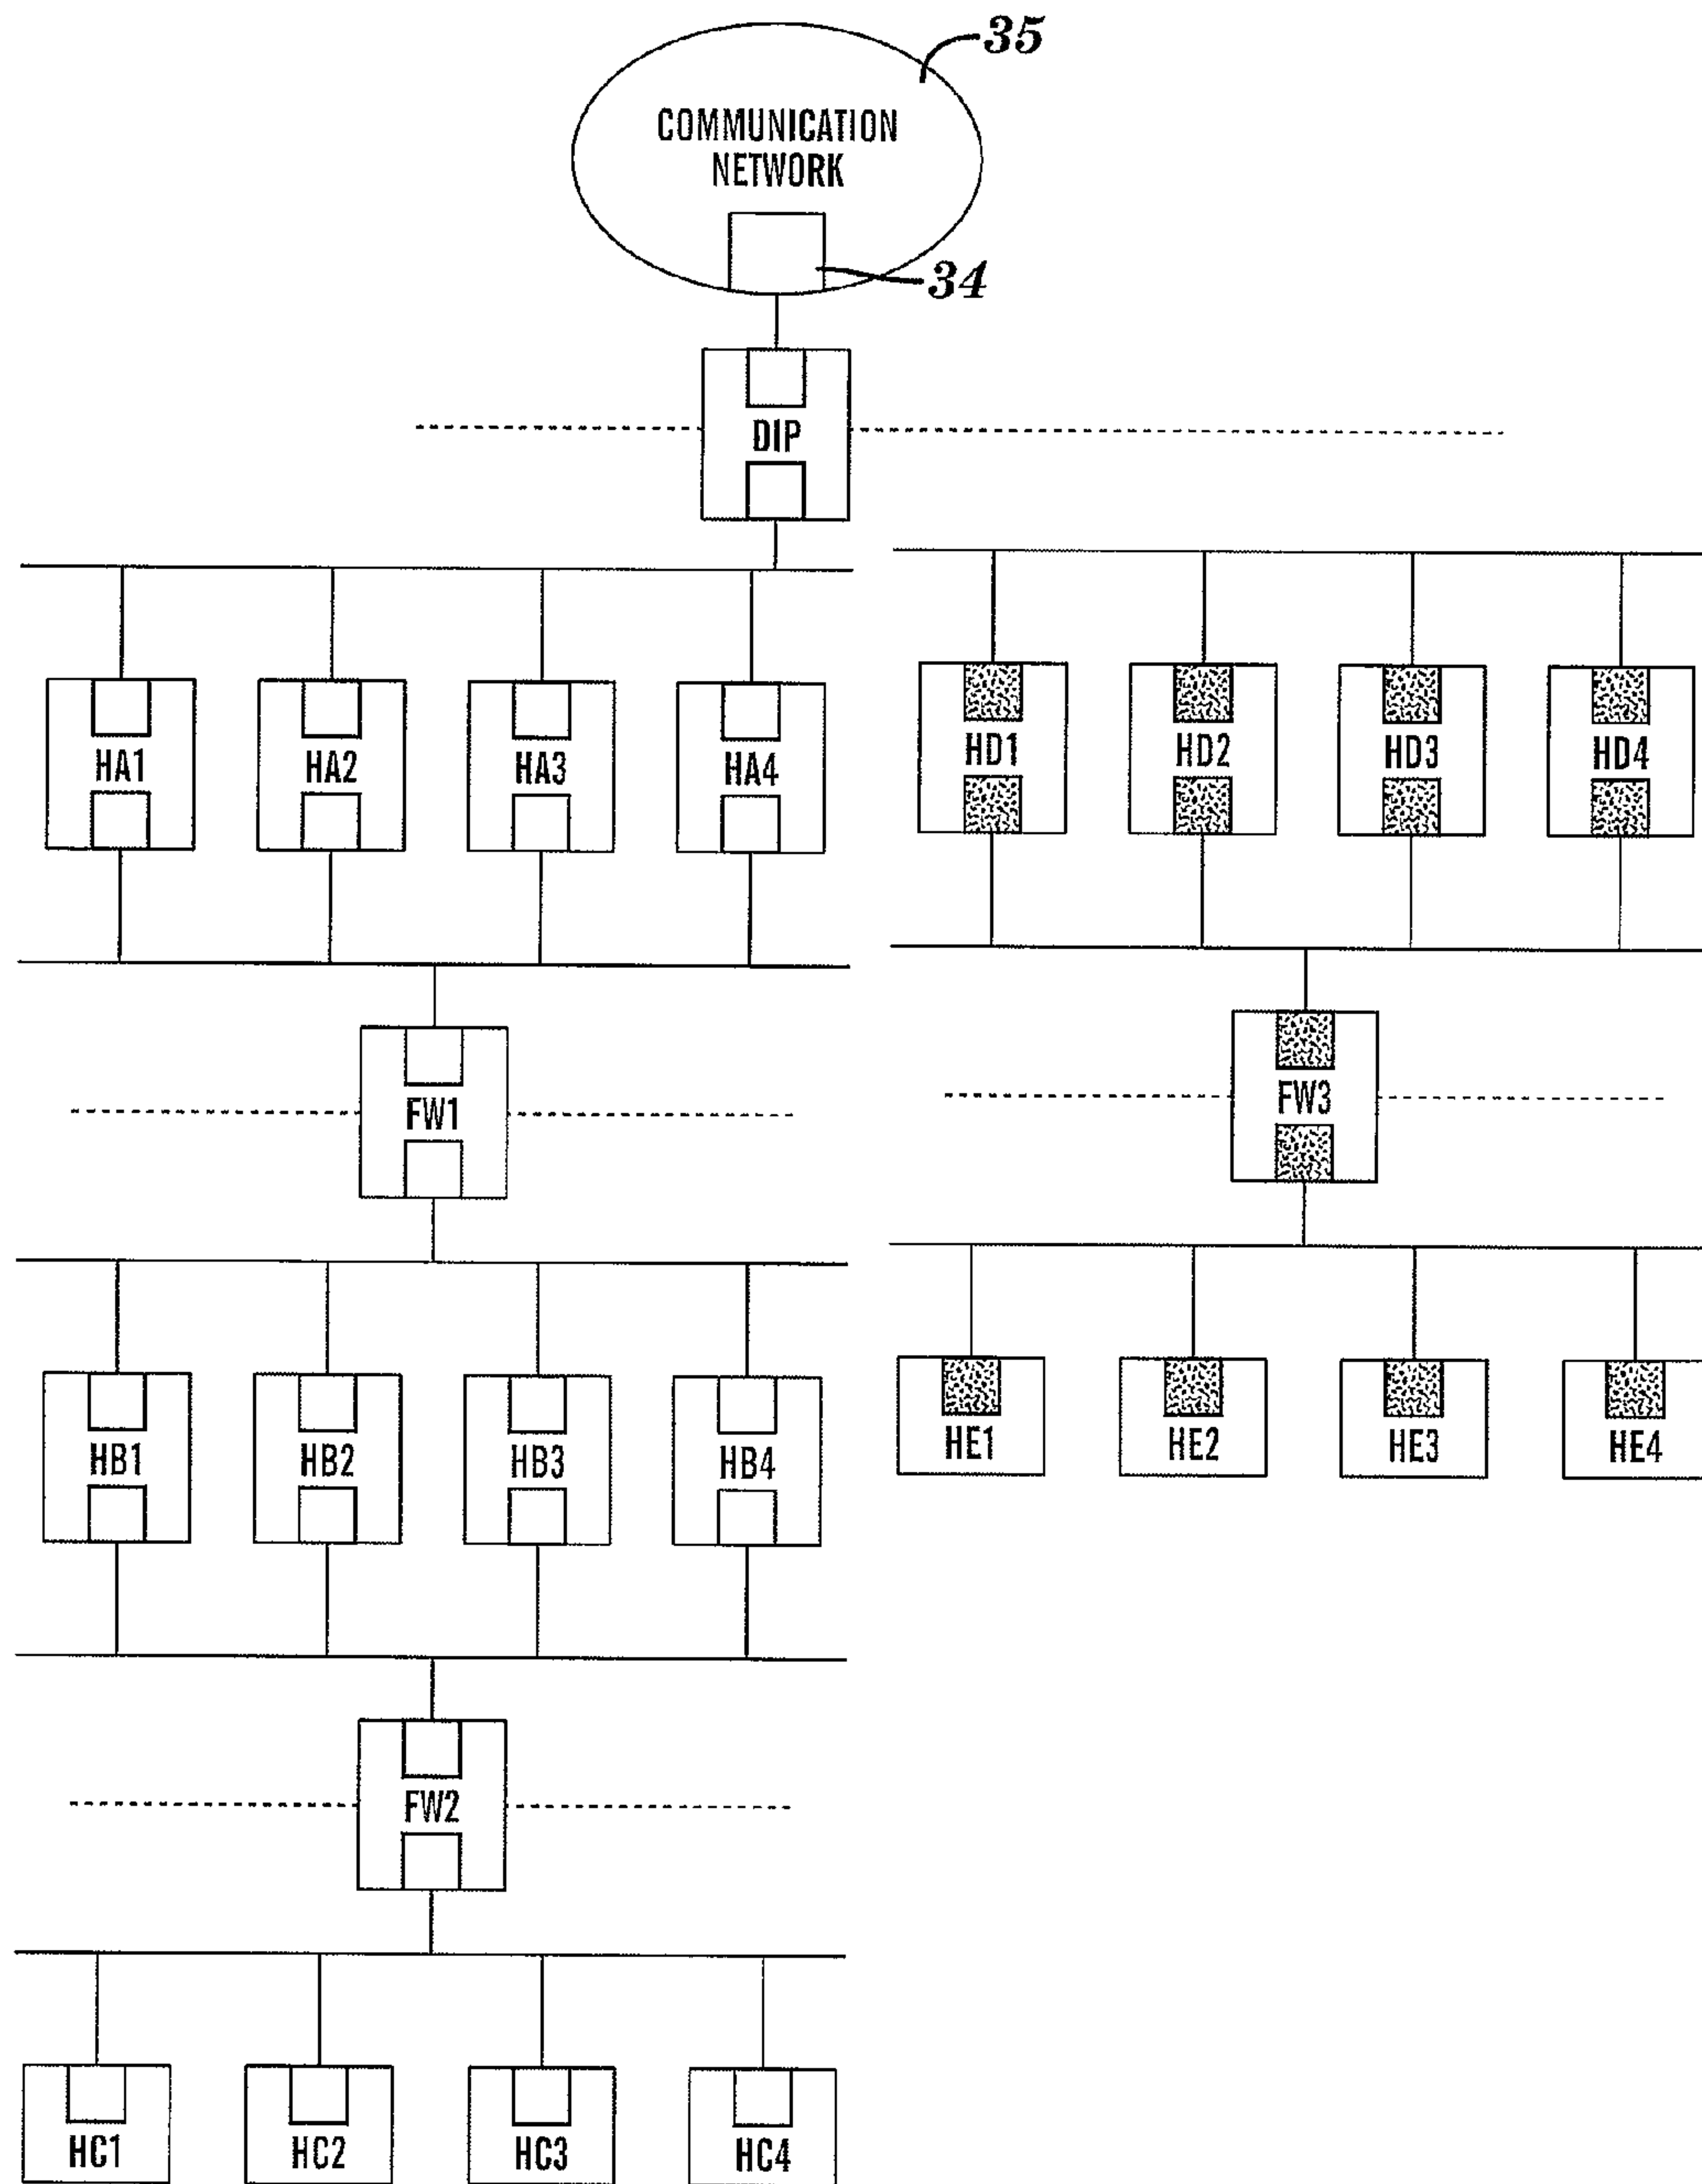 35
COMMUNICATION
NETWORK
34
DIP
HA1 HA2 HA3 HA4
HD1 HD2 HD3 HD4
FW1
FW3
HB1 HB2 HB3 HB4
HE1 HE2 HE3 HE4
FW2
HC1 HC2 HC3 HC4